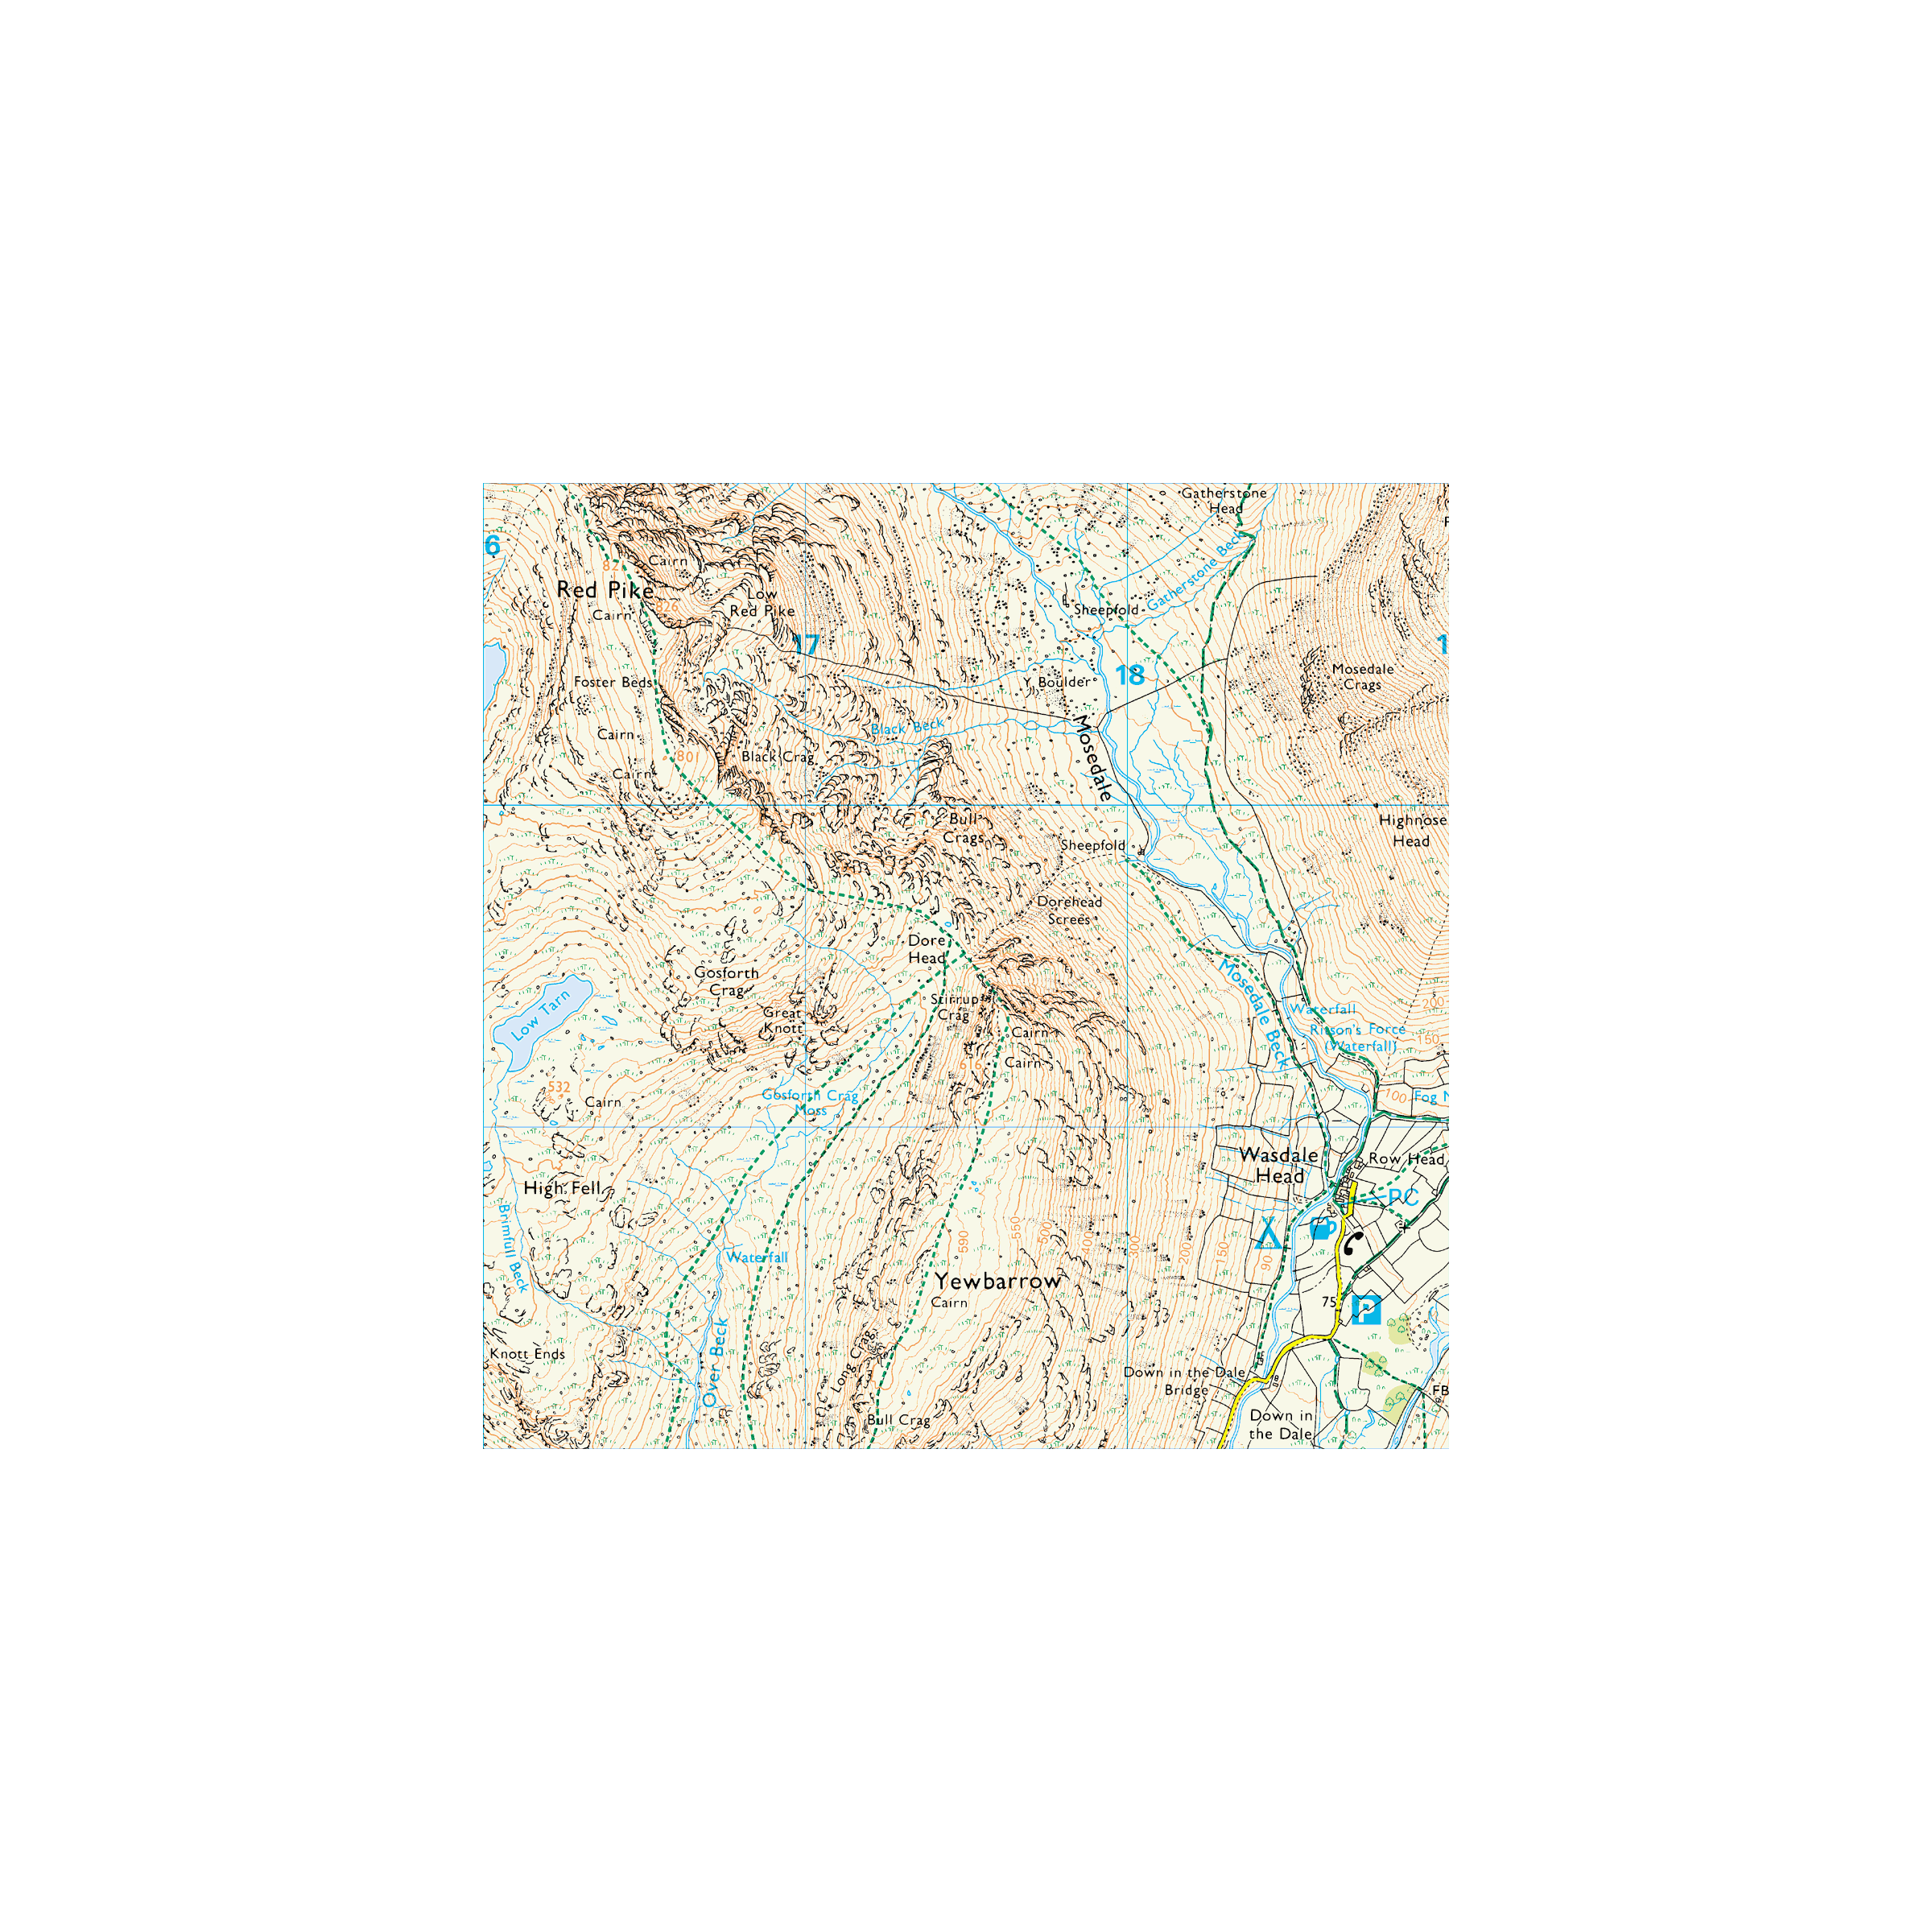 Gatherstone
Head
6
Cairn
82
Red Pike
826
Cairn
Low
Red Pike
Sheepfold
Gatherstone Beck
17
18
1
Foster Beds
Y Boulder
Mosedale
Crags
Cairn
Black Beck
Mosedale
801
Black Crag
Cairn
Bull
Crags
Highnose
Head
Sheepfold
Dorehead
Screes
Dore
Head
Gosforth
Crag
Mosedale Beck
Low Tarn
Stirrup
Crag
Great
Knott
Cairn
Waterfall
200
Ritson's Force
(Waterfall)
150
Cairn
616
532
Cairn
Gosforth Crag
Moss
100
Fog
Wasdale
Head
Row Head
High Fell
PC
Brimfull Beck
Waterfall
590
550
500
400
300
200
150
90
Yewbarrow
Cairn
75
P
Over Beck
Knott Ends
Long Crag
Down in the Dale
Bridge
FB
Bull Crag
Down in
the Dale